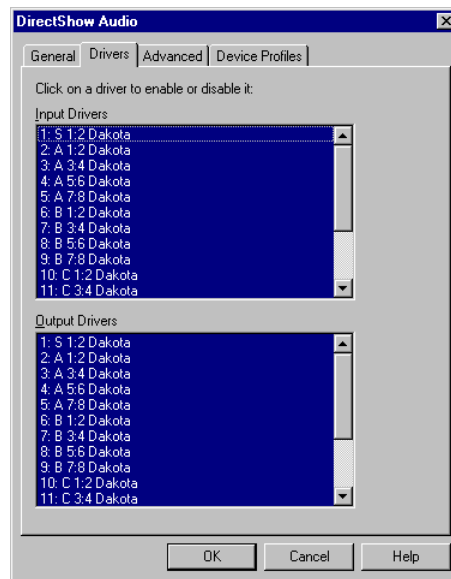 DirectShow Audio
General Drivers Advanced Device Profiles
Click on a driver to enable or disable it:
Input Drivers
1: S 1:2 Dakota
2: A 1:2 Dakota
3: A 3:4 Dakota
4: A 5:6 Dakota
5: A 7:8 Dakota
6: B 1:2 Dakota
7: B 3:4 Dakota
8: B 5:6 Dakota
9: B 7:8 Dakota
10: C 1:2 Dakota
11: C 3:4 Dakota
Output Drivers
1: S 1:2 Dakota
2: A 1:2 Dakota
3: A 3:4 Dakota
4: A 5:6 Dakota
5: A 7:8 Dakota
6: B 1:2 Dakota
7: B 3:4 Dakota
8: B 5:6 Dakota
9: B 7:8 Dakota
10: C 1:2 Dakota
11: C 3:4 Dakota
OK Cancel Help